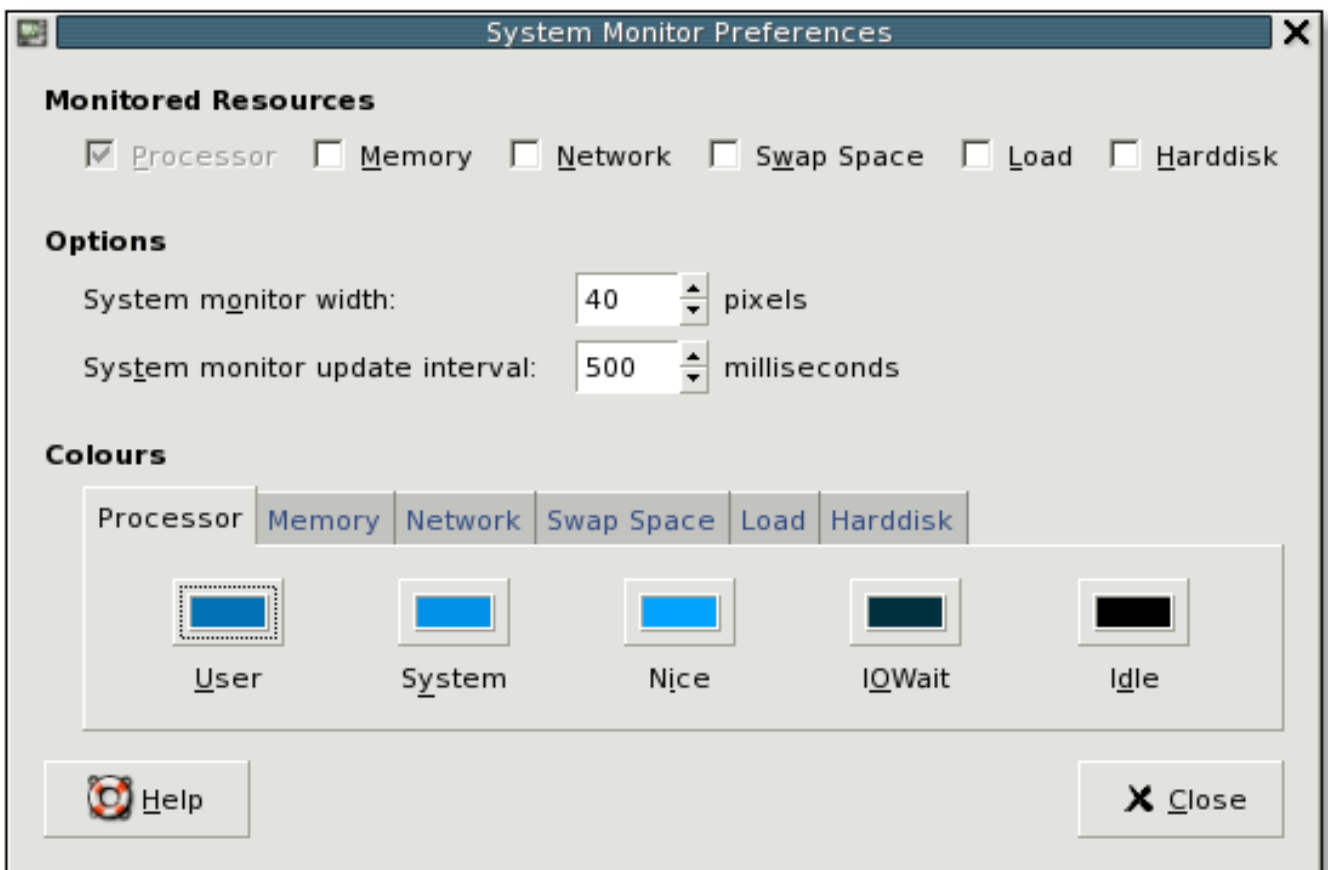 System Monitor Preferences
Monitored Resources
Processor Memory Network Swap Space Load Harddisk
Options
System monitor width: 40 pixels
System monitor update interval: 500 milliseconds
Colours
Processor Memory Network Swap Space Load Harddisk
User System Nice IOWait Idle
Help Close